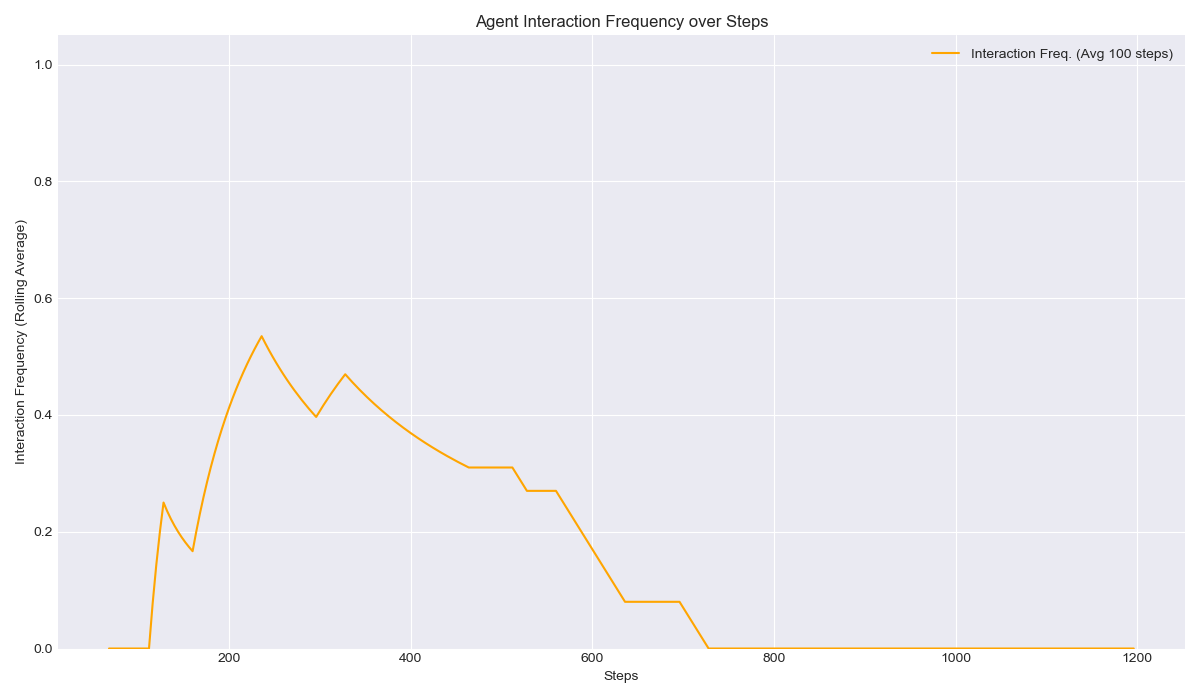 Agent Interaction Frequency over Steps
Interaction Freq. (Avg 100 steps)
Interaction Frequency (Rolling Average)
1.0
0.8
0.6
0.4
0.2
0.0
200 400 600 800 1000 1200
Steps